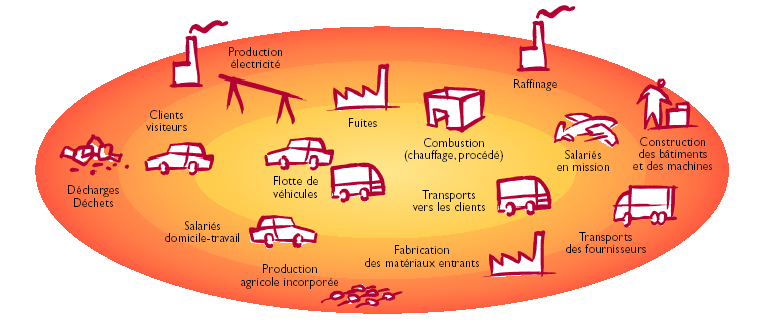 Production
électricité
Raffinage
Clients
visiteurs
Fuites
Combustion
(chauffage, procédé)
Salariés
en mission
Construction
des bâtiments
et des machines
Décharges
Déchets
Flotte de
véhicules
Transports
vers les clients
Salariés
domicile-travail
Fabrication
des matériaux entrants
Transports
des fournisseurs
Production
agricole incorporée